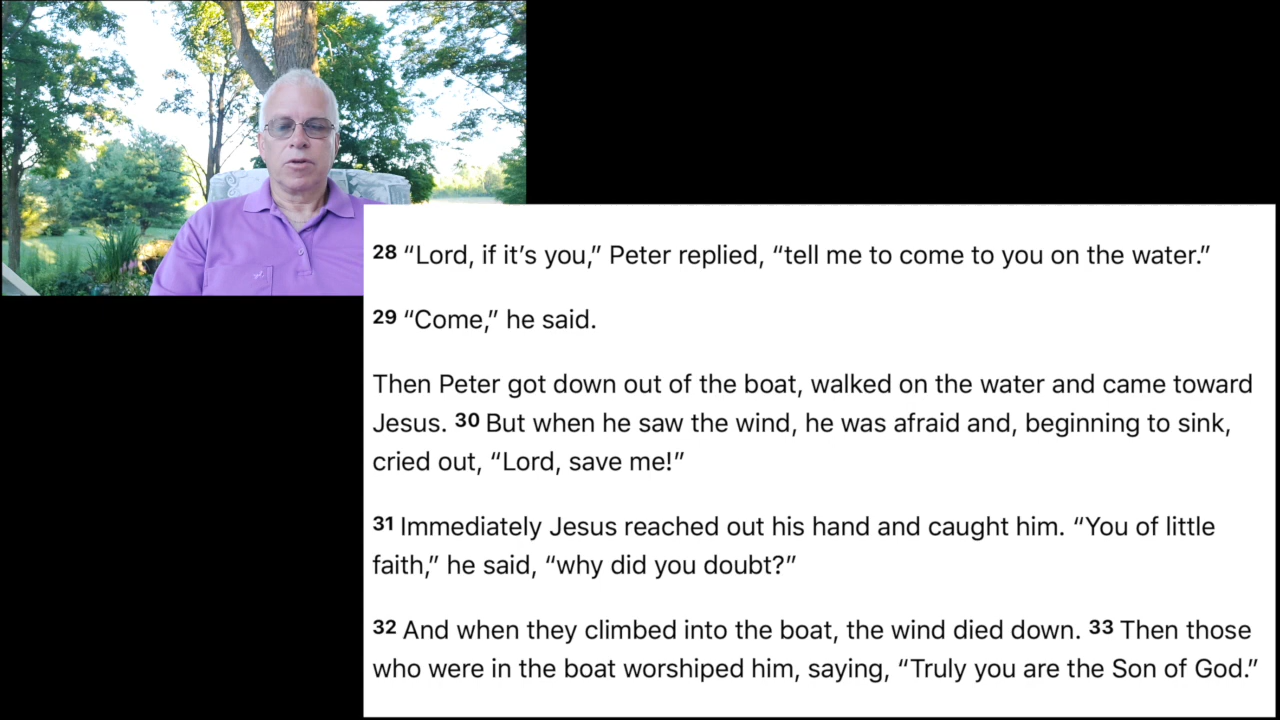 28 “Lord, if it’s you,” Peter replied, “tell me to come to you on the water.”
29 “Come,” he said.
Then Peter got down out of the boat, walked on the water and came toward
Jesus. 30 But when he saw the wind, he was afraid and, beginning to sink,
cried out, “Lord, save me!”
31 Immediately Jesus reached out his hand and caught him. “You of little
faith,” he said, “why did you doubt?”
32 And when they climbed into the boat, the wind died down. 33 Then those
who were in the boat worshiped him, saying, “Truly you are the Son of God.”